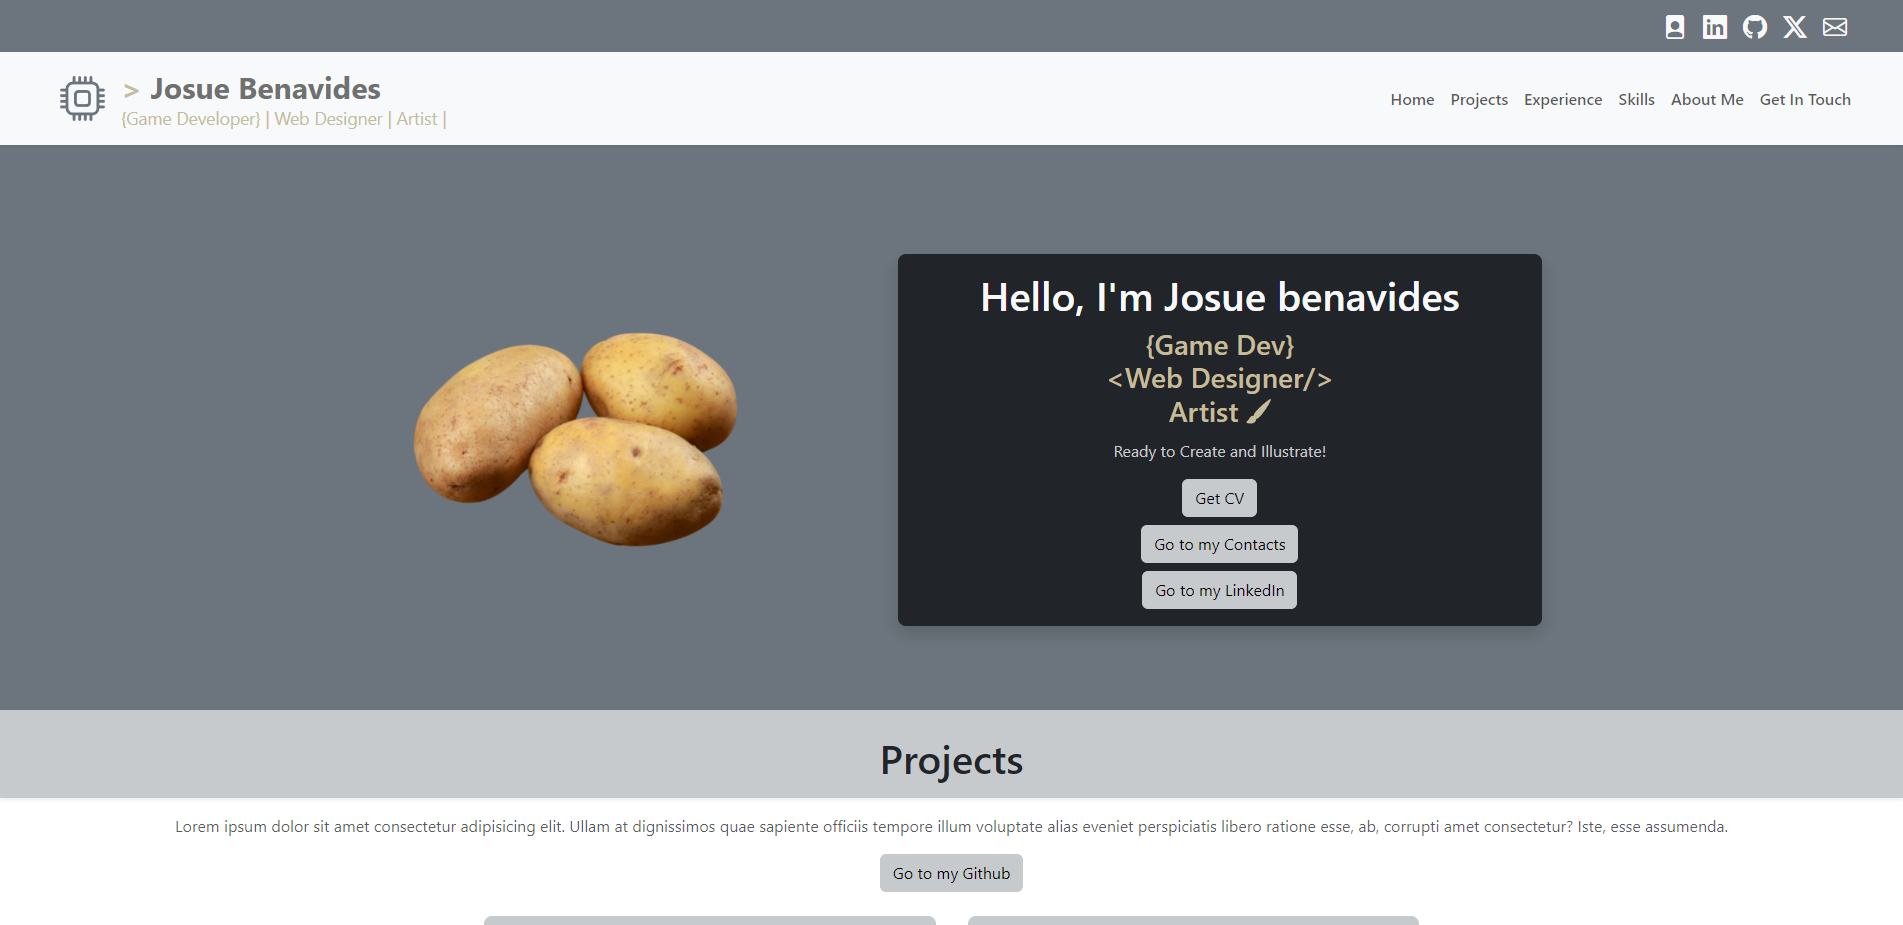 > Josue Benavides
{Game Developer} | Web Designer | Artist |
Home Projects Experience Skills About Me Get In Touch
Hello, I'm Josue benavides
{Game Dev}
<Web Designer/>
Artist
Ready to Create and Illustrate!
Get CV
Go to my Contacts
Go to my LinkedIn
Projects
Lorem ipsum dolor sit amet consectetur adipisicing elit. Ullam at dignissimos quae sapiente officiis tempore illum voluptate alias eveniet perspiciatis libero ratione esse, ab, corrupti amet consectetur? Iste, esse assumenda.
Go to my Github